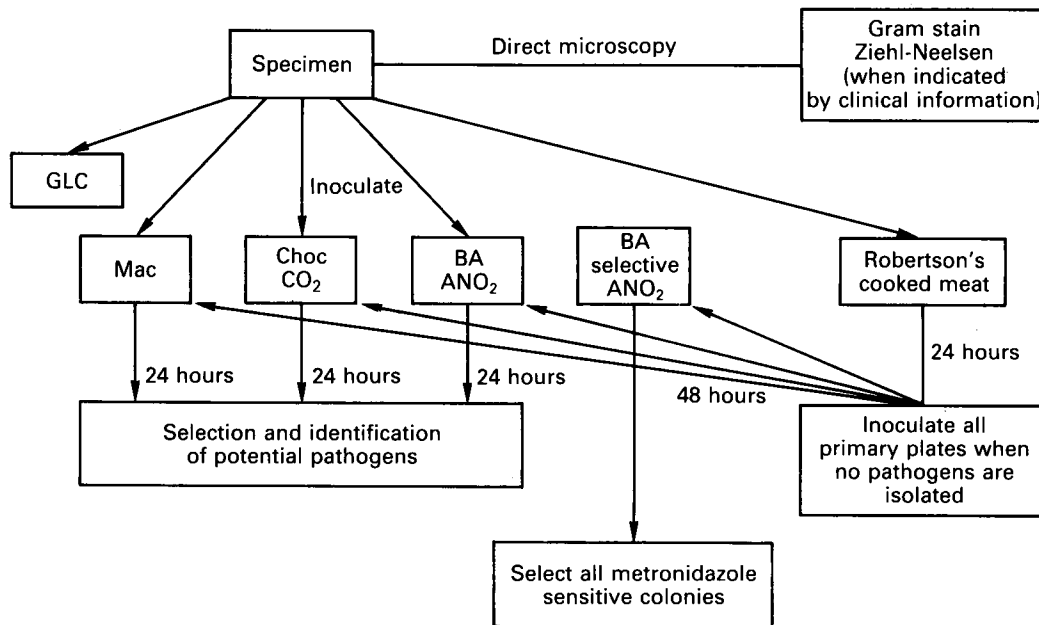 Specimen
Direct microscopy
Gram stain
Ziehl-Neelsen
(when indicated
by clinical information)
GLC
Inoculate
Mac
Choc
CO₂
BA
ANO₂
BA
selective
ANO₂
Robertson's
cooked meat
24 hours
24 hours
24 hours
48 hours
24 hours
Selection and identification
of potential pathogens
Inoculate all
primary plates when
no pathogens are
isolated
Select all metronidazole
sensitive colonies